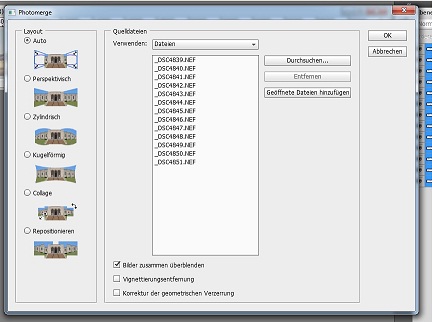 Photomerge
Layout
Auto
Perspektivisch
Zylindrisch
Kugelförmig
Collage
Repositionieren
Quelldateien
Verwenden: Dateien
_DSC4839.NEF
_DSC4840.NEF
_DSC4841.NEF
_DSC4842.NEF
_DSC4843.NEF
_DSC4844.NEF
_DSC4845.NEF
_DSC4846.NEF
_DSC4847.NEF
_DSC4848.NEF
_DSC4849.NEF
_DSC4850.NEF
_DSC4851.NEF
Durchsuchen...
Entfernen
Geöffnete Dateien hinzufügen
Bilder zusammen überblenden
Vignettierungsentfernung
Korrektur der geometrischen Verzerrung
OK
Abbrechen